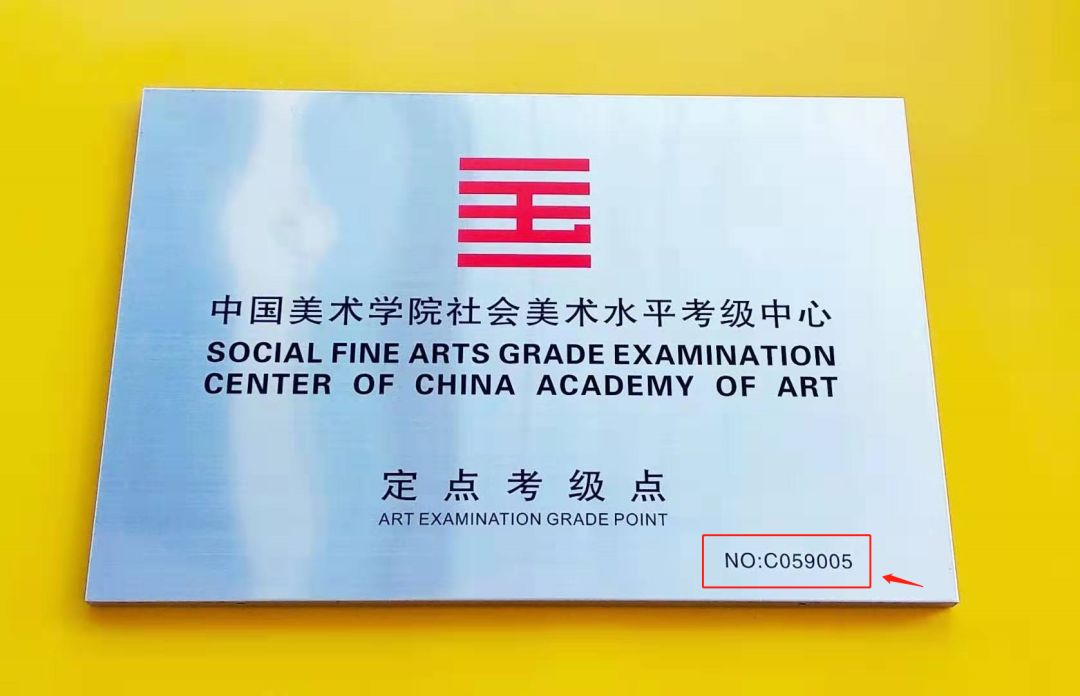 中国美术学院社会美术水平考级中心
SOCIAL FINE ARTS GRADE EXAMINATION
CENTER OF CHINA ACADEMY OF ART
定点考级点
ART EXAMINATION GRADE POINT
NO:C059005